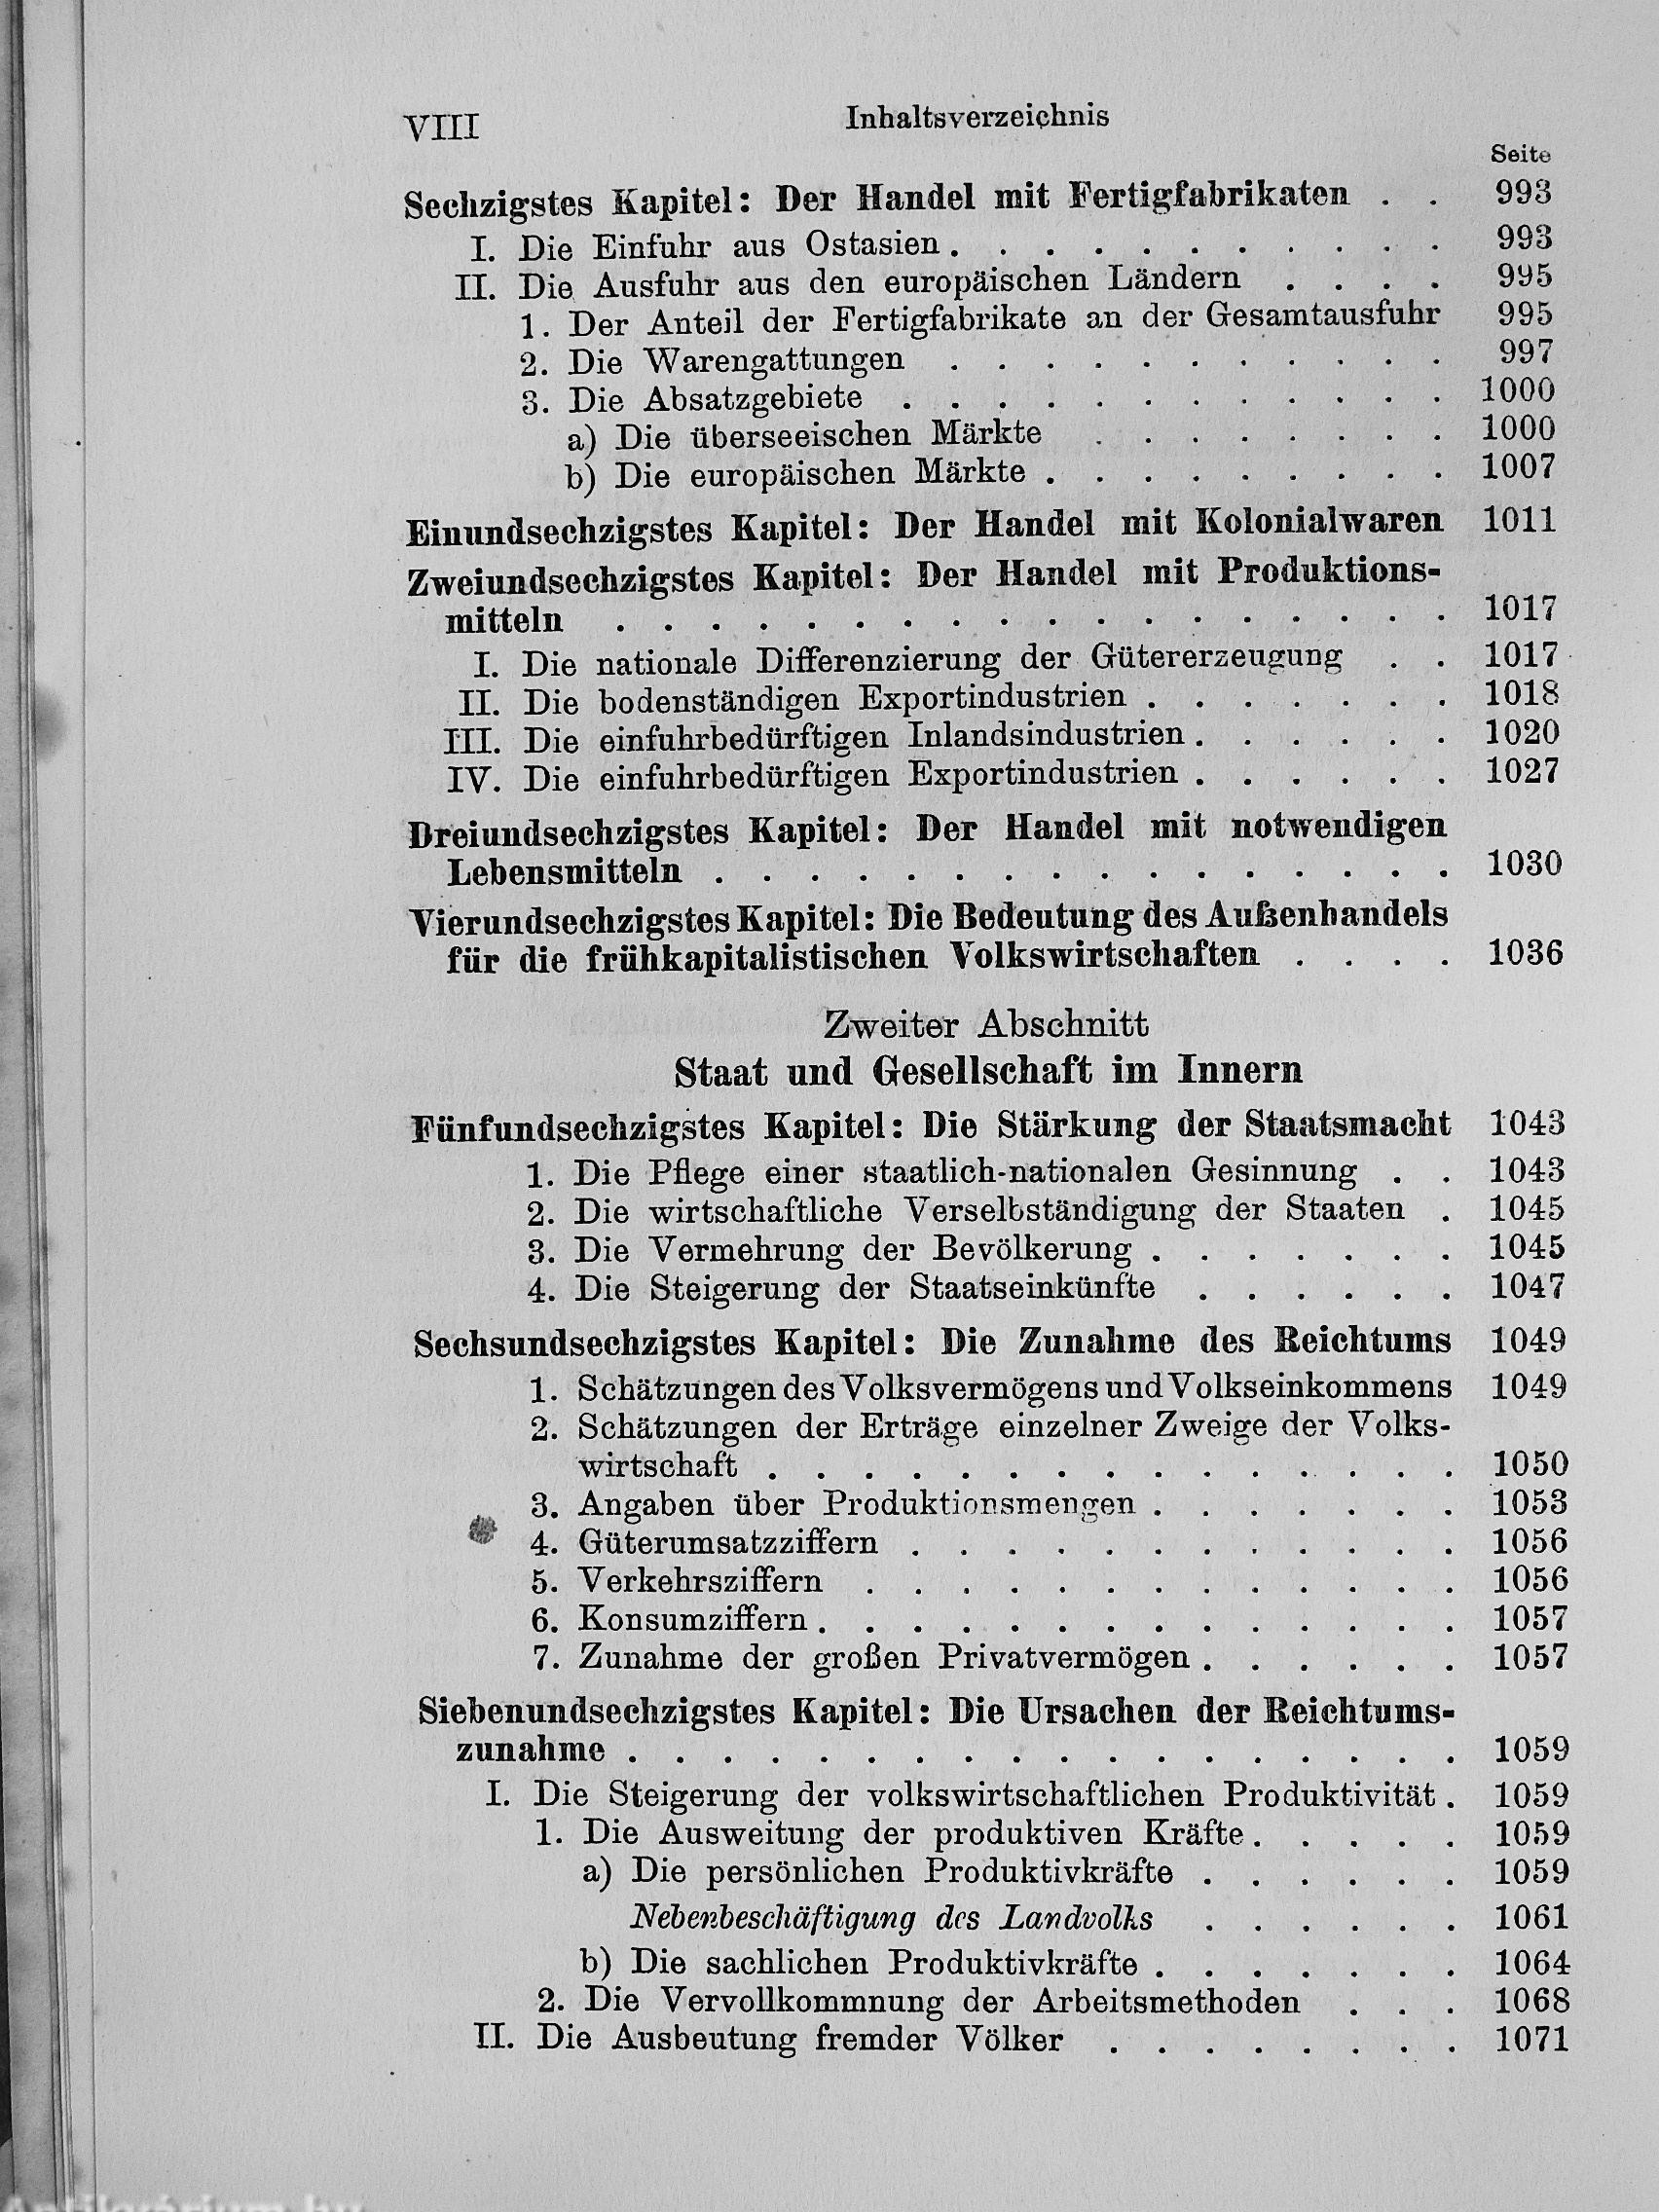 VIII Inhaltsverzeichnis
Seite
Sechzigstes Kapitel: Der Handel mit Fertigfabrikaten . . 993
I. Die Einfuhr aus Ostasien . . . . . . . . . . . 993
II. Die Ausfuhr aus den europäischen Ländern . . . . 995
1. Der Anteil der Fertigfabrikate an der Gesamtausfuhr 995
2. Die Warengattungen . . . . . . . . . . . 997
3. Die Absatzgebiete . . . . . . . . . . . . 1000
a) Die überseeischen Märkte . . . . . . . . 1000
b) Die europäischen Märkte . . . . . . . . . 1007
Einundsechzigstes Kapitel: Der Handel mit Kolonialwaren 1011
Zweiundsechzigstes Kapitel: Der Handel mit Produktions-
mitteln . . . . . . . . . . . . . . . . . . 1017
I. Die nationale Differenzierung der Gütererzeugung . . 1017
II. Die bodenständigen Exportindustrien . . . . . . . 1018
III. Die einfuhrbedürftigen Inlandsindustrien . . . . . . 1020
IV. Die einfuhrbedürftigen Exportindustrien . . . . . . 1027
Dreiundsechzigstes Kapitel: Der Handel mit notwendigen
Lebensmitteln . . . . . . . . . . . . . . . . 1030
Vierundsechzigstes Kapitel: Die Bedeutung des Außenhandels
für die frühkapitalistischen Volkswirtschaften . . . . 1036
Zweiter Abschnitt
Staat und Gesellschaft im Innern
Fünfundsechzigstes Kapitel: Die Stärkung der Staatsmacht 1043
1. Die Pflege einer staatlich-nationalen Gesinnung . . 1043
2. Die wirtschaftliche Verselbständigung der Staaten . 1045
3. Die Vermehrung der Bevölkerung . . . . . . . 1045
4. Die Steigerung der Staatseinkünfte . . . . . . 1047
Sechsundsechzigstes Kapitel: Die Zunahme des Reichtums 1049
1. Schätzungen des Volksvermögens und Volkseinkommens 1049
2. Schätzungen der Erträge einzelner Zweige der Volks-
wirtschaft . . . . . . . . . . . . . . . 1050
3. Angaben über Produktionsmengen . . . . . . . 1053
4. Güterumsatzziffern . . . . . . . . . . . . 1056
5. Verkehrsziffern . . . . . . . . . . . . . 1056
6. Konsumziffern . . . . . . . . . . . . . . 1057
7. Zunahme der großen Privatvermögen . . . . . . 1057
Siebenundsechzigstes Kapitel: Die Ursachen der Reichtums-
zunahme . . . . . . . . . . . . . . . . . . 1059
I. Die Steigerung der volkswirtschaftlichen Produktivität . 1059
1. Die Ausweitung der produktiven Kräfte . . . . . 1059
a) Die persönlichen Produktivkräfte . . . . . . 1059
Nebenbeschäftigung des Landvolks . . . . . . 1061
b) Die sachlichen Produktivkräfte . . . . . . . 1064
2. Die Vervollkommnung der Arbeitsmethoden . . . 1068
II. Die Ausbeutung fremder Völker . . . . . . . . 1071